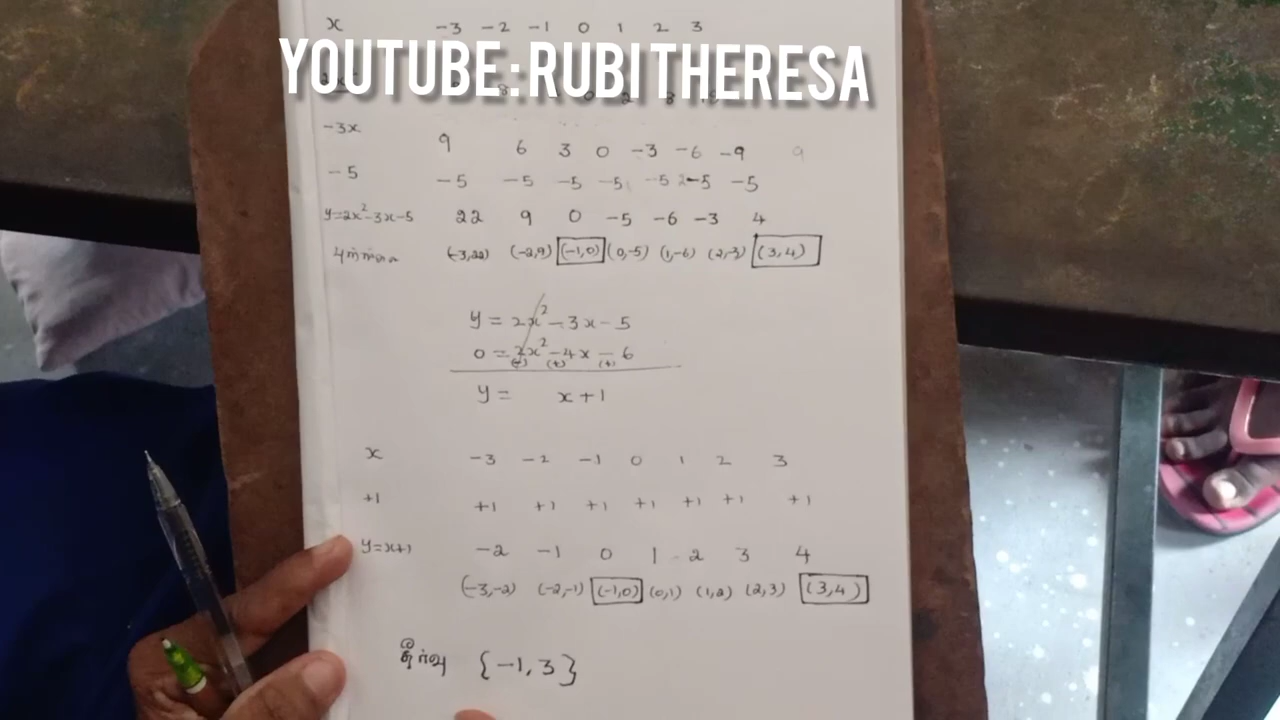 x -3 -2 -1 0 1 2 3
YOUTUBE: RUBI THERESA
-3x 9 6 3 0 -3 -6 -9 9
-5 -5 -5 -5 -5 -5 -5 -5
y=2x²-3x-5 22 9 0 -5 -6 -3 4
(-3,22) (-2,9) (-1,0) (0,-5) (1,-6) (2,-3) (3,4)
y = 2x² - 3x - 5
0 = 2x² - 4x - 6
(-) (+) (+)
y = x+1
x -3 -2 -1 0 1 2 3
+1 +1 +1 +1 +1 +1 +1 +1
y=x+1 -2 -1 0 1 2 3 4
(-3,-2) (-2,-1) (-1,0) (0,1) (1,2) (2,3) (3,4)
தீர்வு {-1, 3}